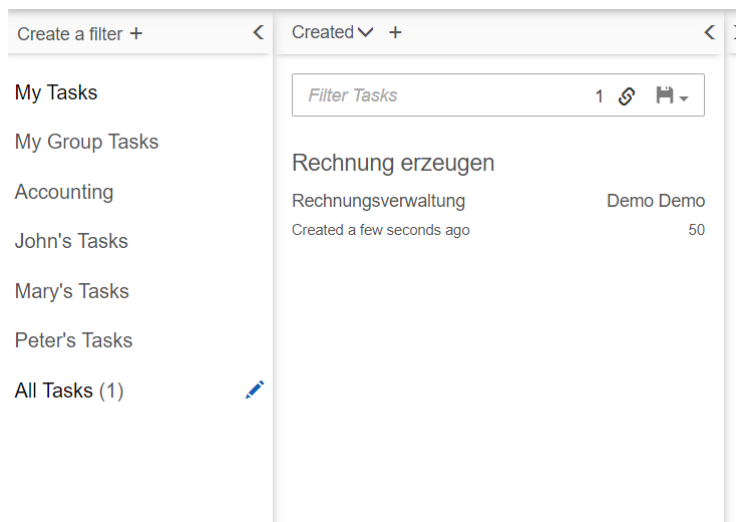 Create a filter +
My Tasks
My Group Tasks
Accounting
John's Tasks
Mary's Tasks
Peter's Tasks
All Tasks (1)
Created +
Filter Tasks 1
Rechnung erzeugen
Rechnungsverwaltung Demo Demo
Created a few seconds ago 50